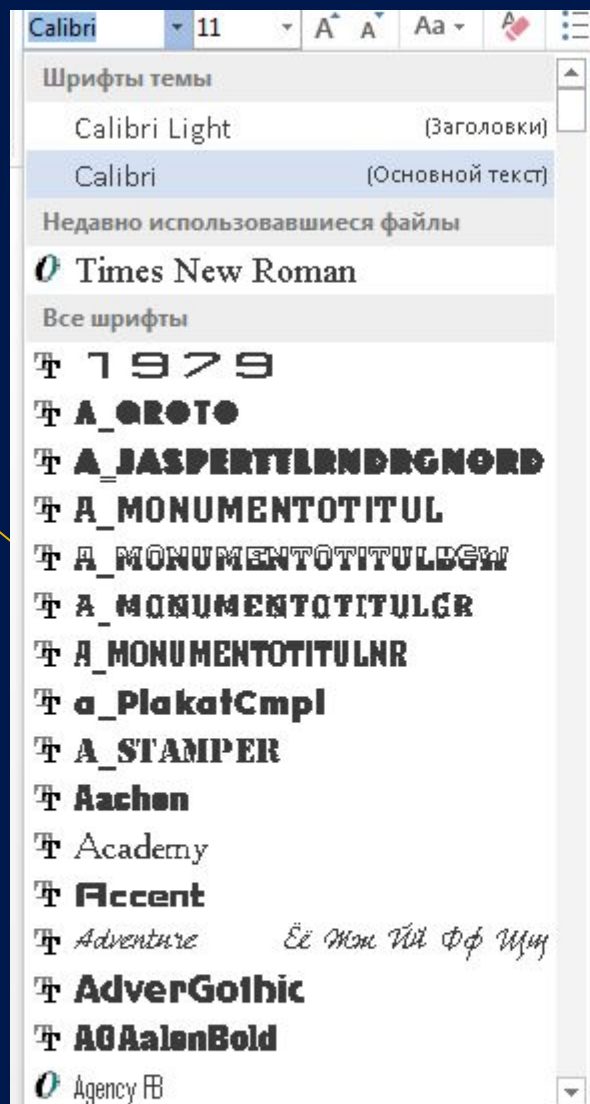 Calibri 11 A A Aa A
Шрифты темы
Calibri Light (Заголовки)
Calibri (Основной текст)
Недавно использовавшиеся файлы
Times New Roman
Все шрифты
1979
A_GROTO
A_JASPERTTLRNDRGNORD
A_MONUMENTOTITUL
A_MONUMENTOTITULDGW
A_MONUMENTOTITULGR
A_MONUMENTOTITULNR
a_PlakatCmpl
A_STAMPER
Aachen
Academy
Accent
Adventure Ёё Жж Йй Фф Щщ
AdverGothic
AGAalenBold
Agency FB